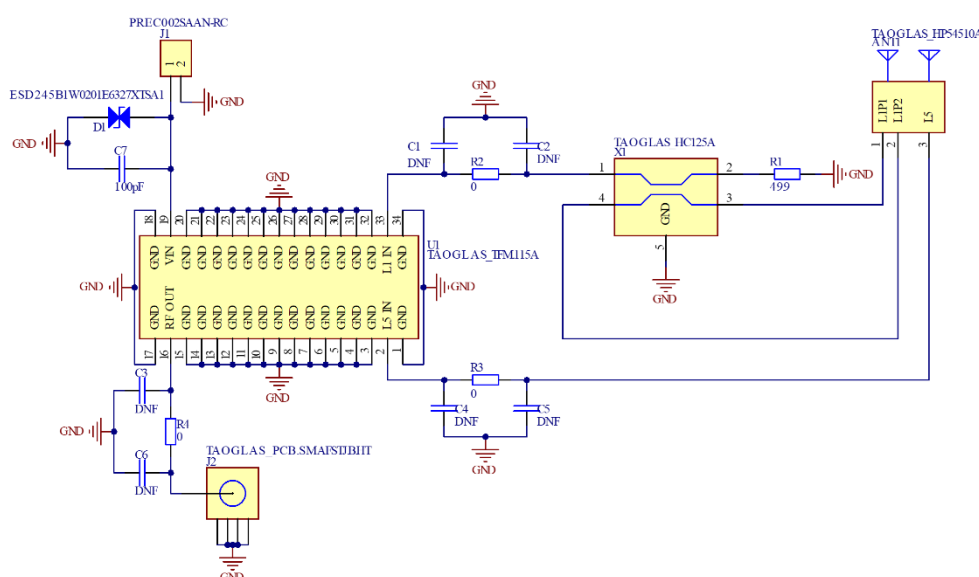 PREC002SAAN-RC
J1
1
2
GND
ESD245B1W0201E6327XTSA1
D1
GND
C7
100pF
TAOGLAS_HP54510A
ANT1
L1P1
L1P2
L5
1
2
3
GND
C1
DNF
C2
DNF
R2
0
TAOGLAS HC125A
X1
1
2
4
3
GND
5
GND
R1
499
GND
GND
18
19
20
21
22
23
24
25
26
27
28
29
30
31
32
33
34
GND
VIN
GND
GND
GND
GND
GND
GND
GND
GND
GND
GND
GND
GND
GND
L1 IN
GND
U1
TAOGLAS_TFM115A
GND
GND
GND
RF OUT
GND
GND
GND
GND
GND
GND
GND
GND
GND
GND
GND
GND
GND
L5 IN
GND
17
16
15
14
13
12
11
10
9
8
7
6
5
4
3
2
1
GND
C3
DNF
R4
0
GND
C6
DNF
R3
0
C4
DNF
C5
DNF
GND
TAOGLAS_PCB.SMAFSTJBHT
J2
GND